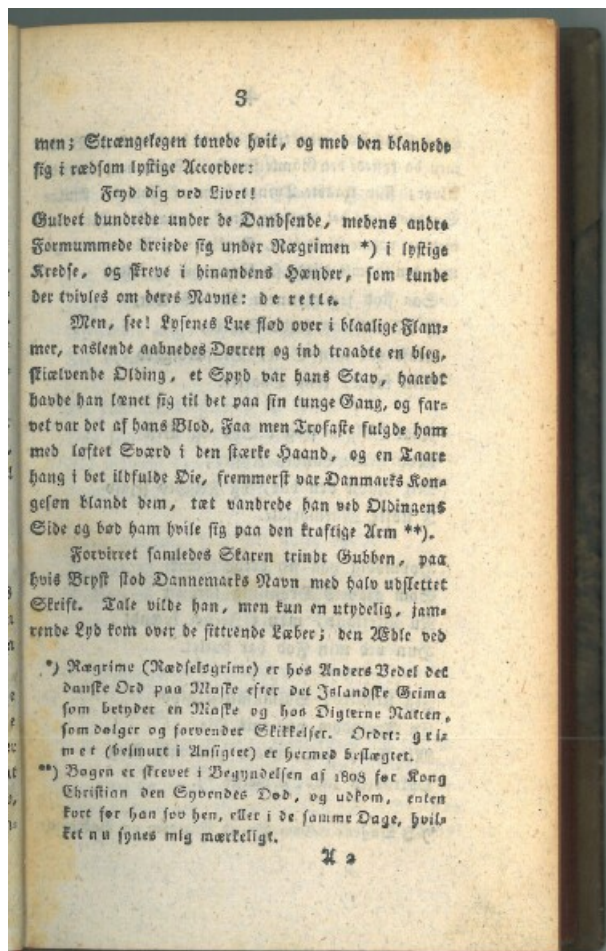 3
men; Strængelegen tonede høit, og med den blandede
sig i rædsom lystige Accorder:
Fryd dig ved Livet!
Gulvet dundrede under de Dandsende, medens andre
Formummede dreiede sig under Rægrimen *) i lystige
Kredse, og skreve i hinandens Hænder, som kunde
der tvivles om deres Navne: de rette.
Men, see! Lysenes Lue flød over i blaalige Flam-
mer, raslende aabnedes Dørren og ind traadte en bleg,
skiælvende Olding, et Spyd var hans Stav, haardt
havde han lænet sig til det paa sin tunge Gang, og far-
vet var det af hans Blod. Faa men Trofaste fulgde ham
med løftet Sværd i den stærke Haand, og en Taare
hang i det ildfulde Øie, fremmerst var Danmarks Kon-
gesøn blandt dem, tæt vandrede han ved Oldingens
Side og bød ham hvile sig paa den kraftige Arm **).
Forvirret samledes Skaren trindt Gubben, paa
hvis Bryst stod Dannemarks Navn med halv udslettet
Skrift. Tale vilde han, men kun en utydelig, jam-
rende Lyd kom over de sittrende Læber; den Æble ved
*) Rægrime (Rædselsgrime) er hos Anders Vedel det
danske Ord paa Maske efter det Islandske Grima
som betyder en Maske og hos Digterne Natten,
som dølger og forvender Skikkelser. Ordet: gri-
met (besmurt i Ansigtet) er hermed beslægtet.
**) Bogen er skrevet i Begyndelsen af 1808 før Kong
Christian den Syvendes Død, og udkom, enten
kort før han sov hen, eller i de samme Dage, hvil-
ket nu synes mig mærkeligt.
A 2